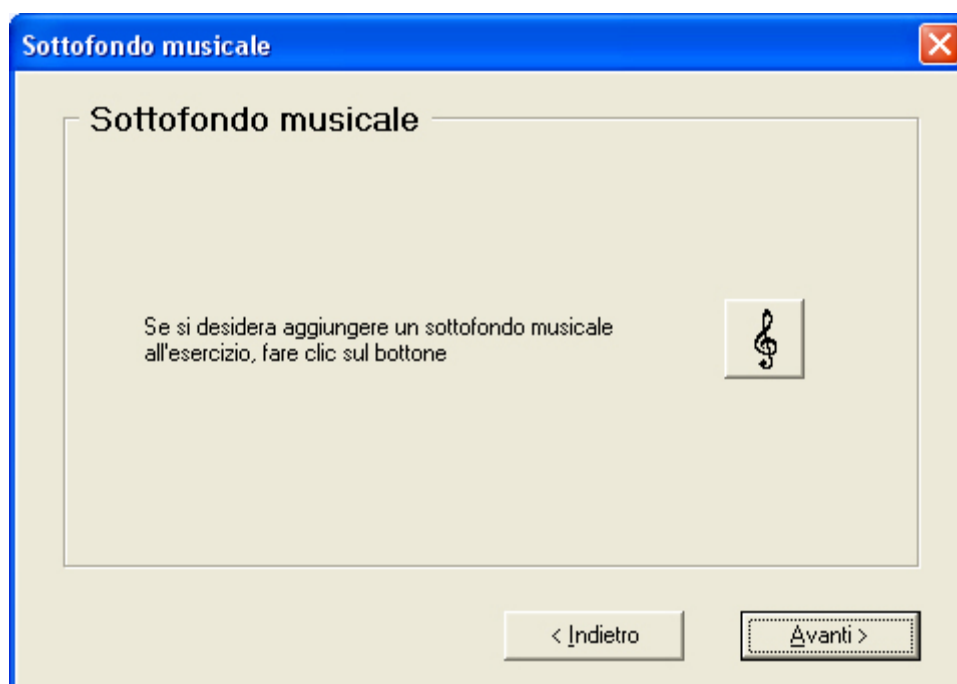 Sottofondo musicale
Sottofondo musicale
Se si desidera aggiungere un sottofondo musicale
all'esercizio, fare clic sul bottone
< Indietro
Avanti >